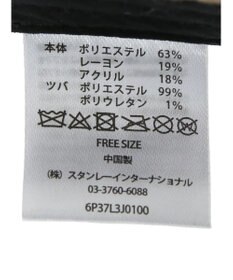 本体 ポリエステル 63%
レーヨン 19%
アクリル 18%
ツバ ポリエステル 99%
ポリウレタン 1%
FREE SIZE
中国製
(株) スタンレーインターナショナル
03-3760-6088
6P37L3J0100